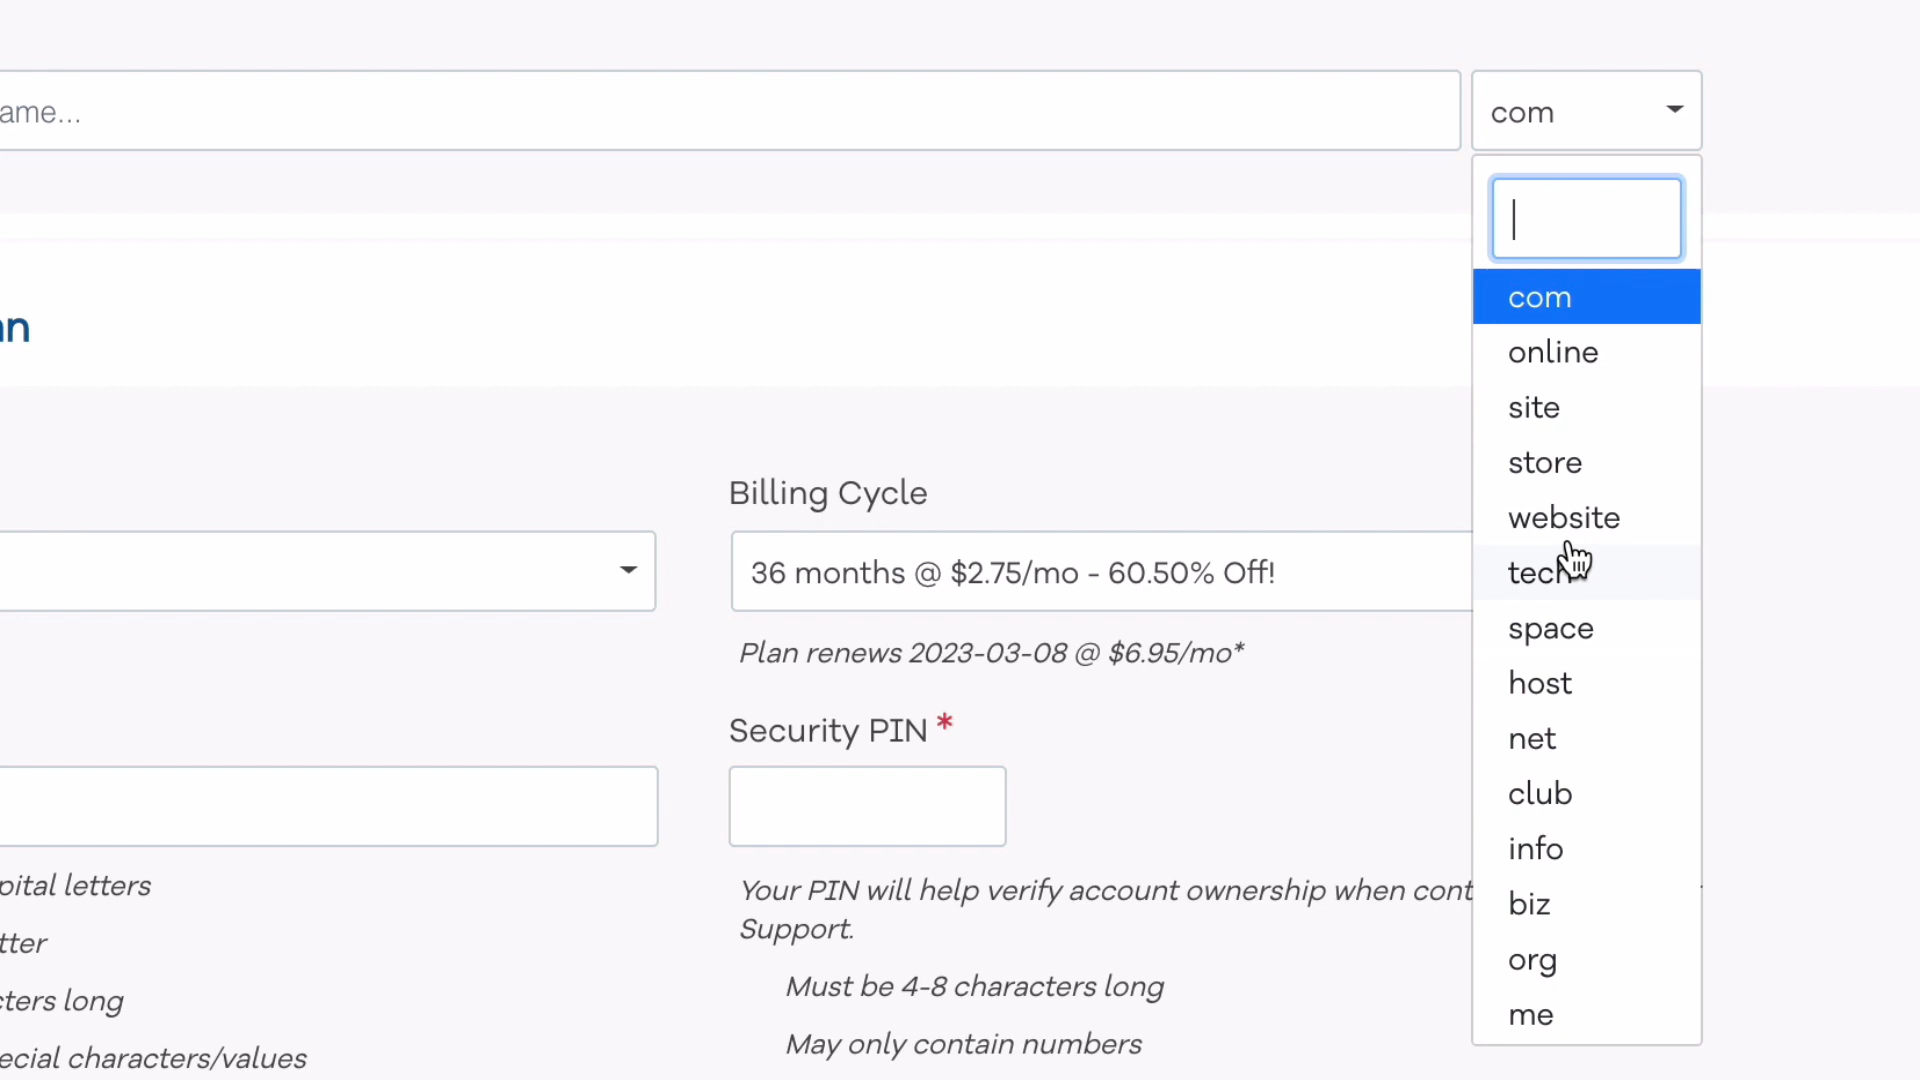 ame...
com
com
online
site
store
website
tech
space
host
net
club
info
biz
org
me
an
Billing Cycle
36 months @ $2.75/mo - 60.50% Off!
Plan renews 2023-03-08 @ $6.95/mo*
Security PIN *
pital letters
tter
cters long
ecial characters/values
Your PIN will help verify account ownership when cont
Support.
Must be 4-8 characters long
May only contain numbers